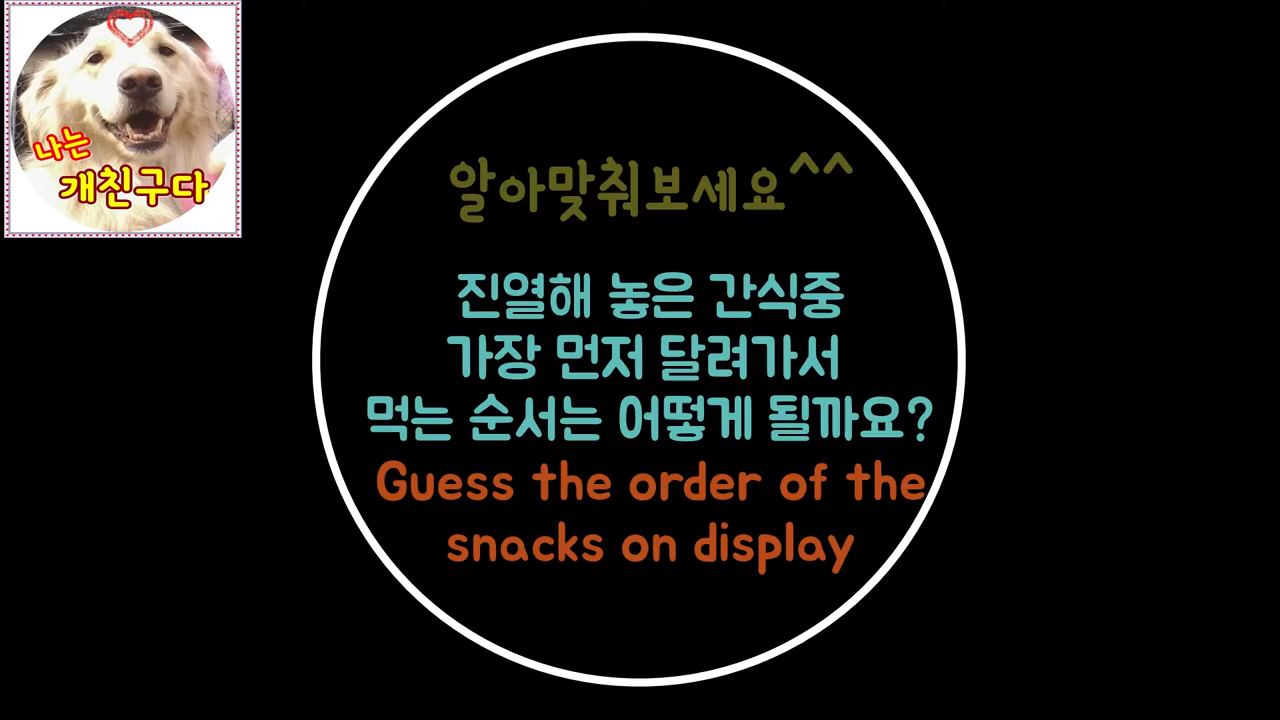 나는
개친구다
알아맞춰보세요^^
진열해 놓은 간식중
가장 먼저 달려가서
먹는 순서는 어떻게 될까요?
Guess the order of the
snacks on display